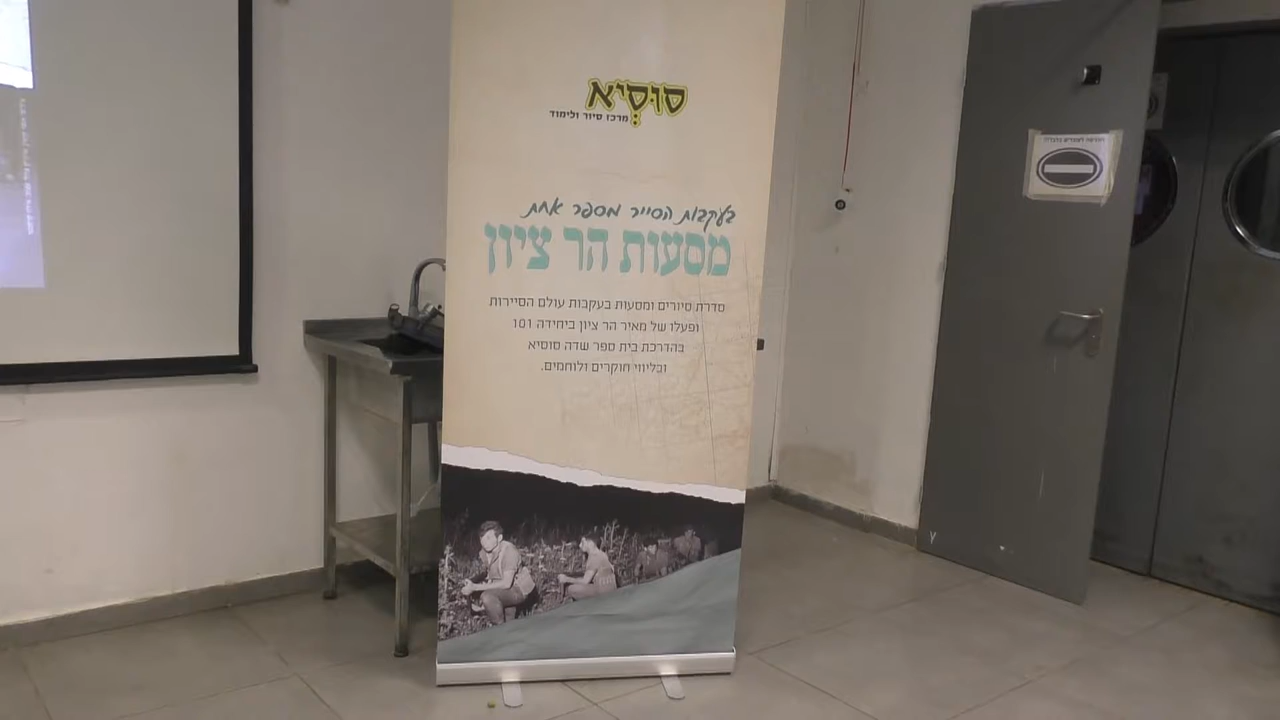 סוּסְיָא
מרכז סיור ולימוד
בעקבות הסייר מספר אחת
מסעות הר ציון
סדרת סיורים ומסעות בעקבות עולם הסיירות
ופעלו של מאיר הר ציון ביחידה 101
בהדרכת בית ספר שדה סוסיא
ובליווי חוקרים ולוחמים.